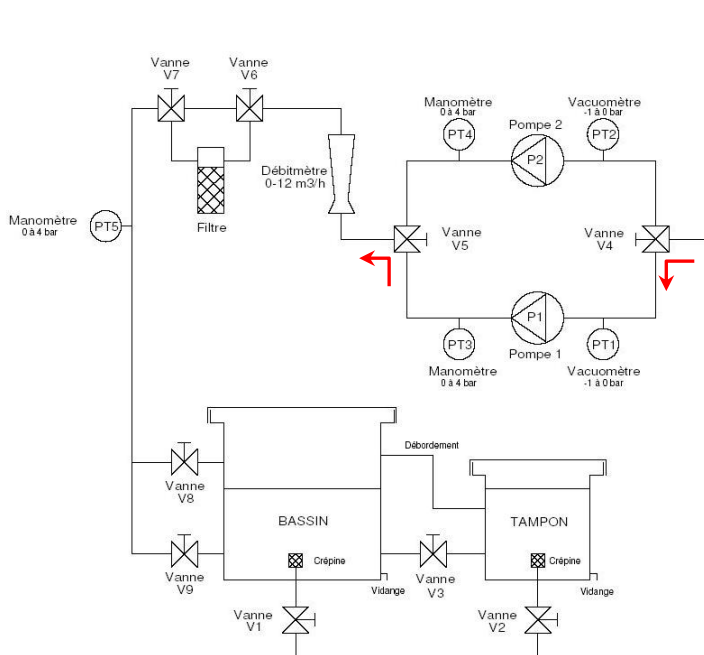 Vanne
V7
Vanne
V6
Manomètre
0 à 4 bar
PT4
Pompe 2
P2
Vacuomètre
-1 à 0 bar
PT2
Débitmètre
0-12 m3/h
Filtre
Manomètre
0 à 4 bar
PT5
Vanne
V5
Vanne
V4
P1
Pompe 1
PT3
Manomètre
0 à 4 bar
PT1
Vacuomètre
-1 à 0 bar
Débordement
Vanne
V8
BASSIN
TAMPON
Crépine
Crépine
Vanne
V9
Vidange
Vanne
V3
Vidange
Vanne
V1
Vanne
V2